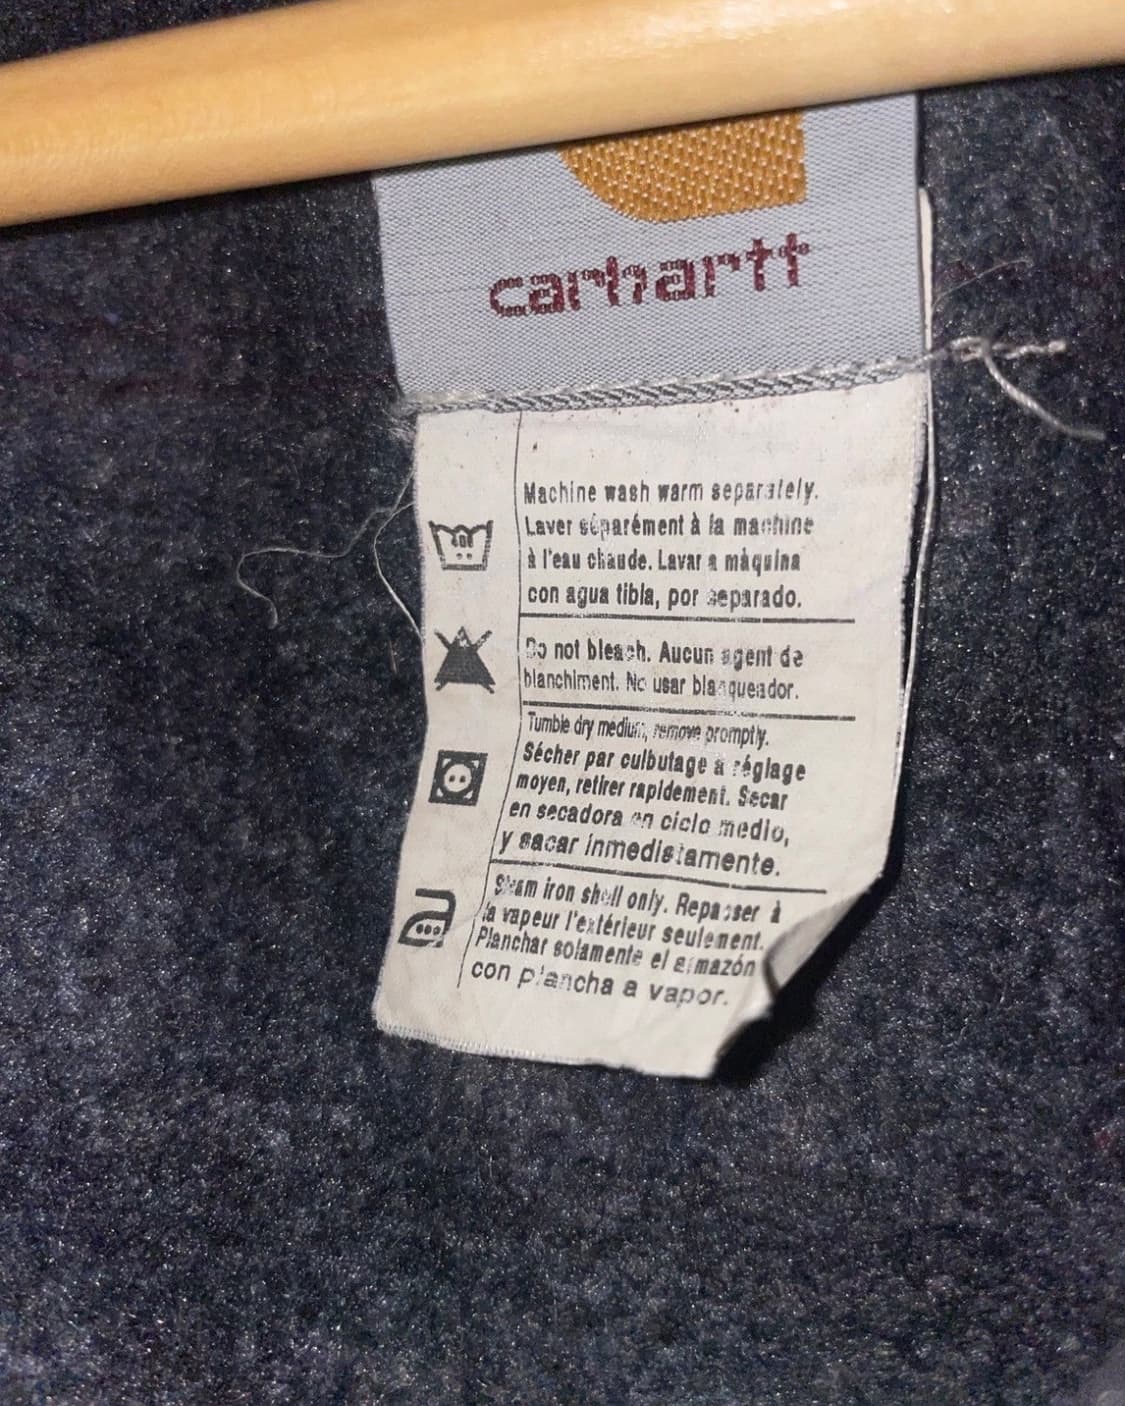 carhartt
Machine wash warm separately.
Laver séparément à la machine
à l'eau chaude. Lavar a màquina
con agua tibia, por separado.
Do not bleach. Aucun agent de
blanchiment. No usar blanqueador.
Tumble dry medium, remove promptly.
Sécher par culbutage à réglage
moyen, retirer rapidement. Secar
en secadora en ciclo medio,
y sacar inmediatamente.
Steam iron shell only. Repasser à
la vapeur l'extérieur seulement.
Planchar solamente el armazón
con plancha a vapor.